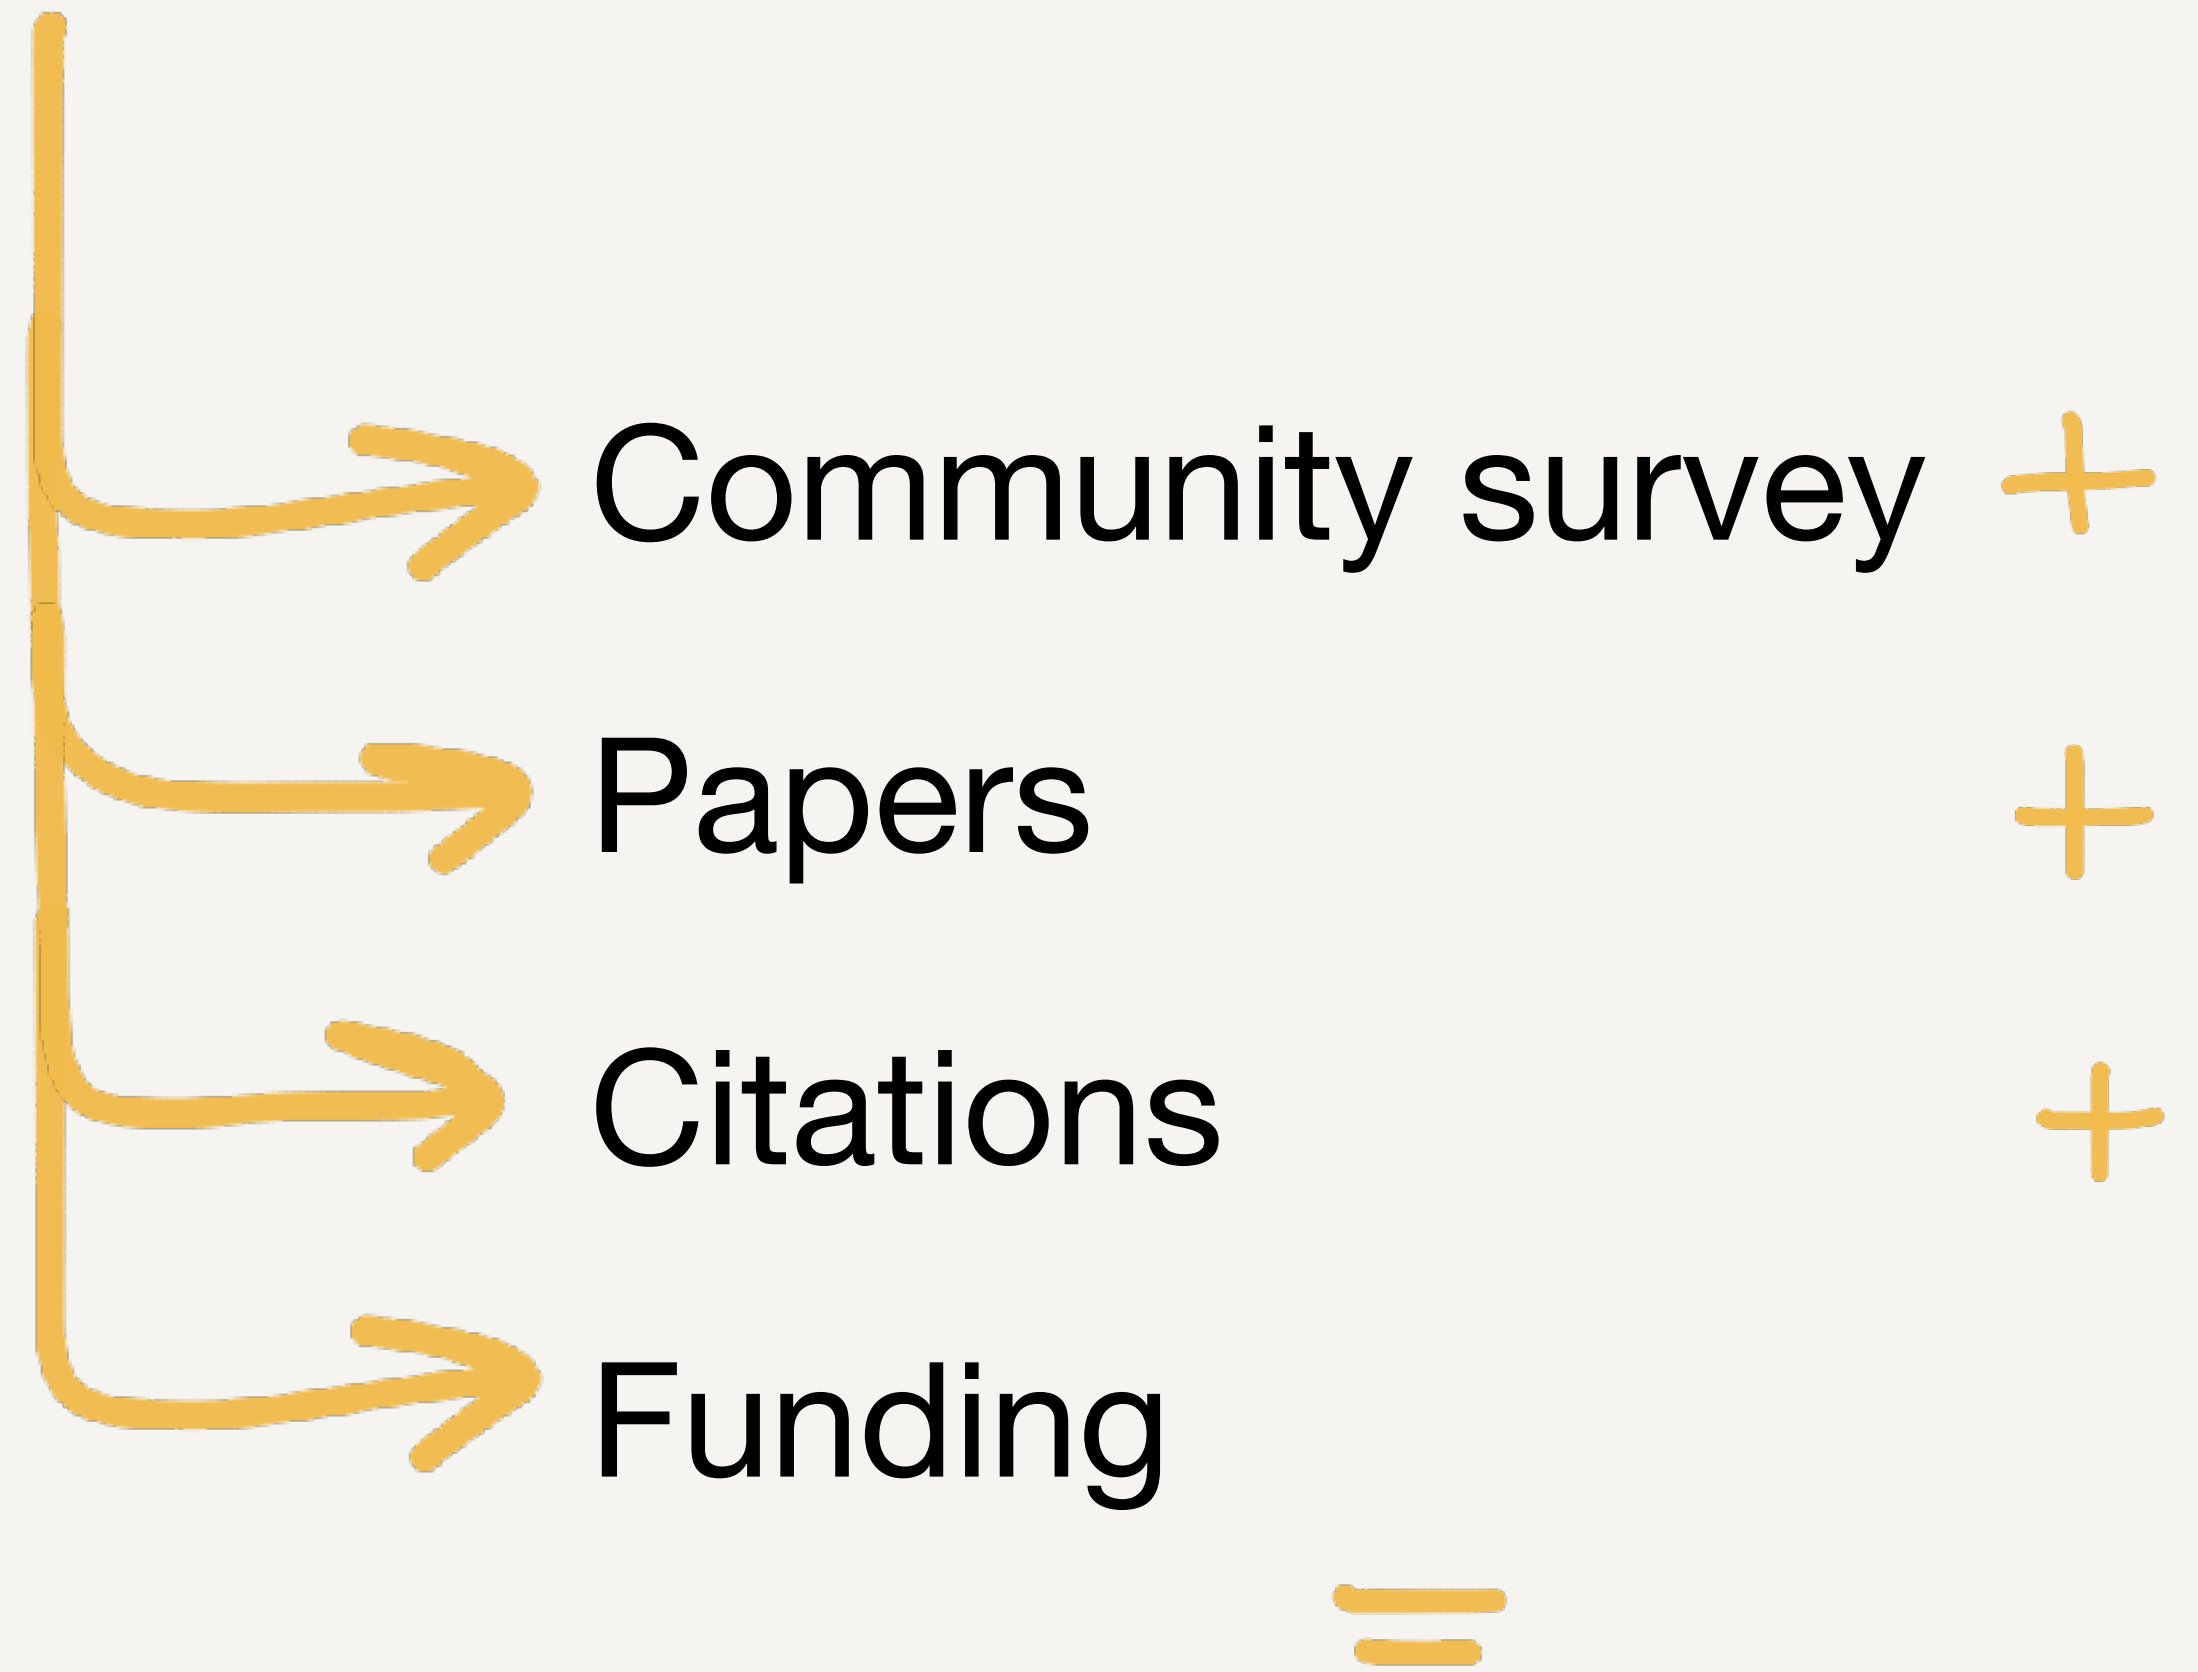 Community survey +
Papers +
Citations +
Funding
=